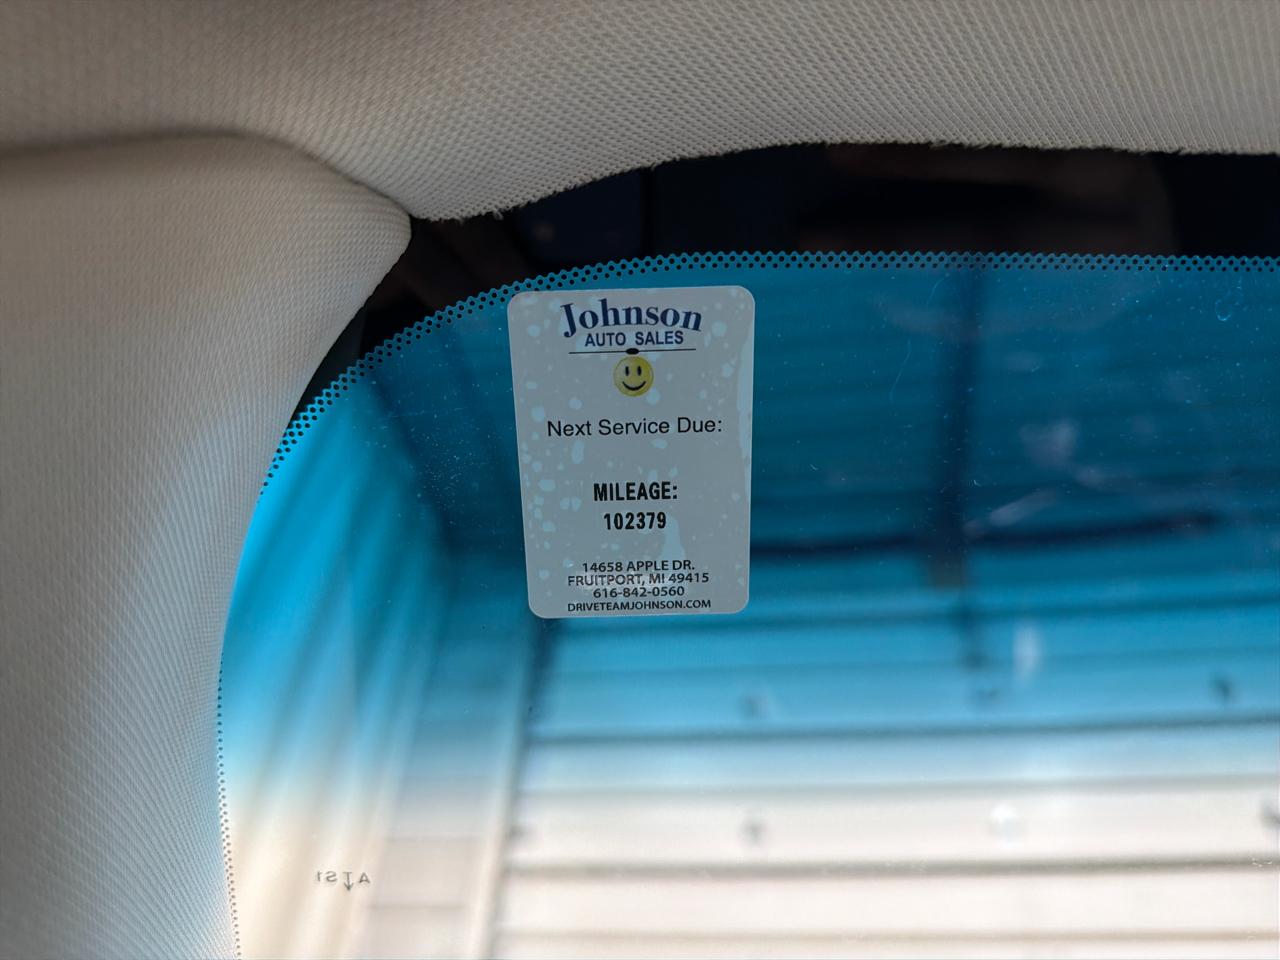 Johnson
AUTO SALES
Next Service Due:
MILEAGE:
102379
14658 APPLE DR.
FRUITPORT, MI 49415
616-842-0560
DRIVETEAMJOHNSON.COM
AS1